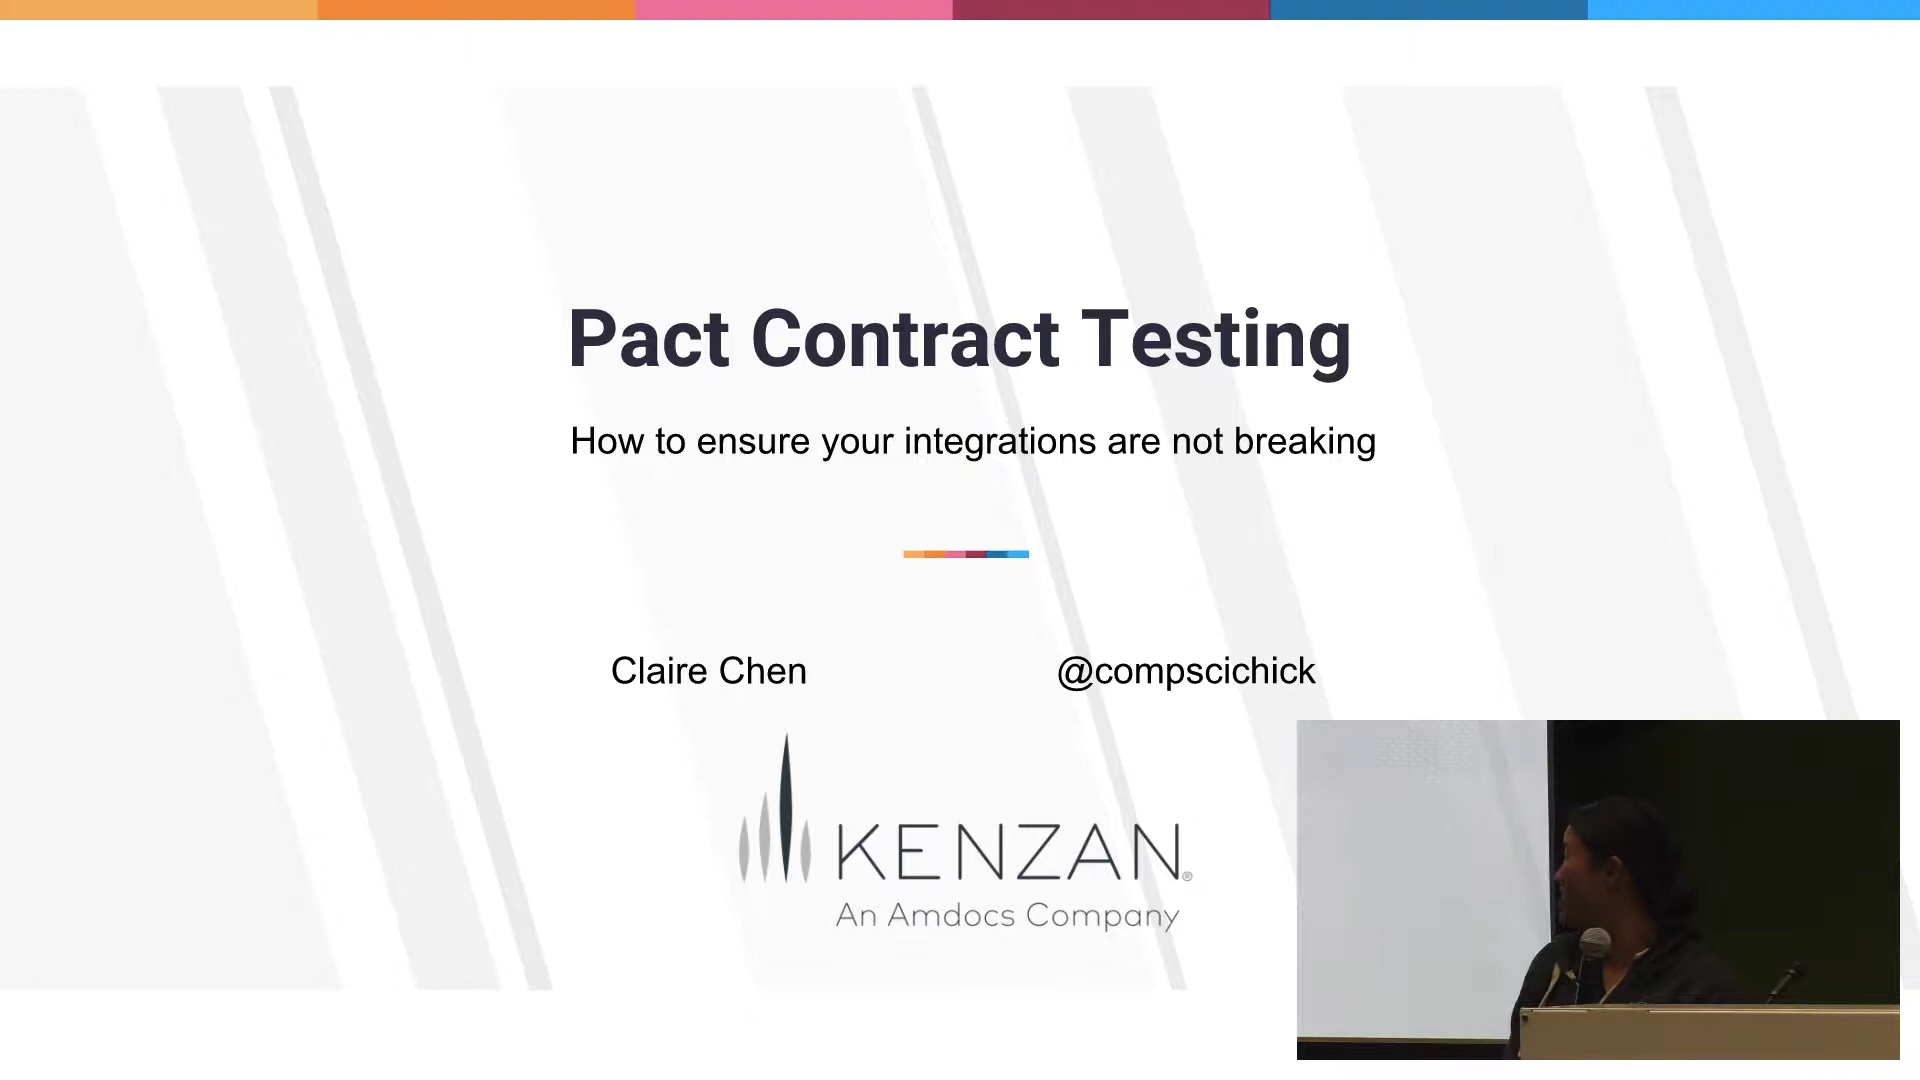 Pact Contract Testing
How to ensure your integrations are not breaking
Claire Chen
@compscichick
KENZAN®
An Amdocs Company